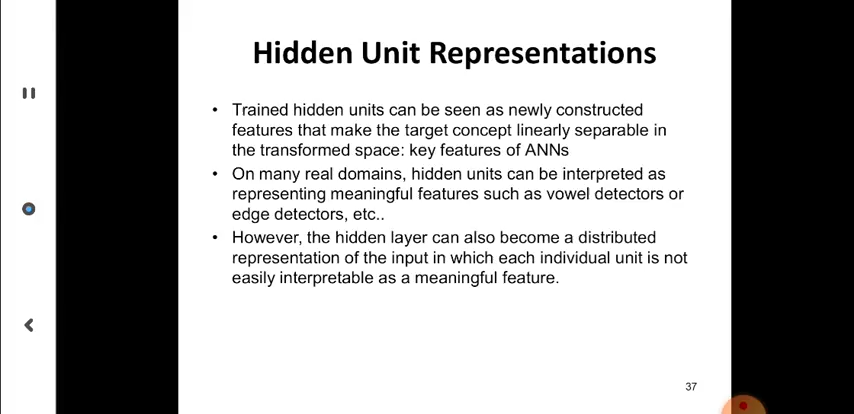 Hidden Unit Representations
• Trained hidden units can be seen as newly constructed
features that make the target concept linearly separable in
the transformed space: key features of ANNs
• On many real domains, hidden units can be interpreted as
representing meaningful features such as vowel detectors or
edge detectors, etc..
• However, the hidden layer can also become a distributed
representation of the input in which each individual unit is not
easily interpretable as a meaningful feature.
37